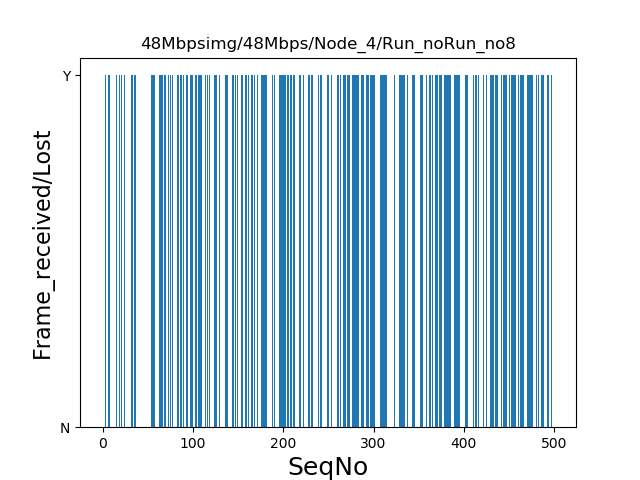 48Mbpsimg/48Mbps/Node_4/Run_noRun_no8
Y
Frame_received/Lost
N
0 100 200 300 400 500
SeqNo